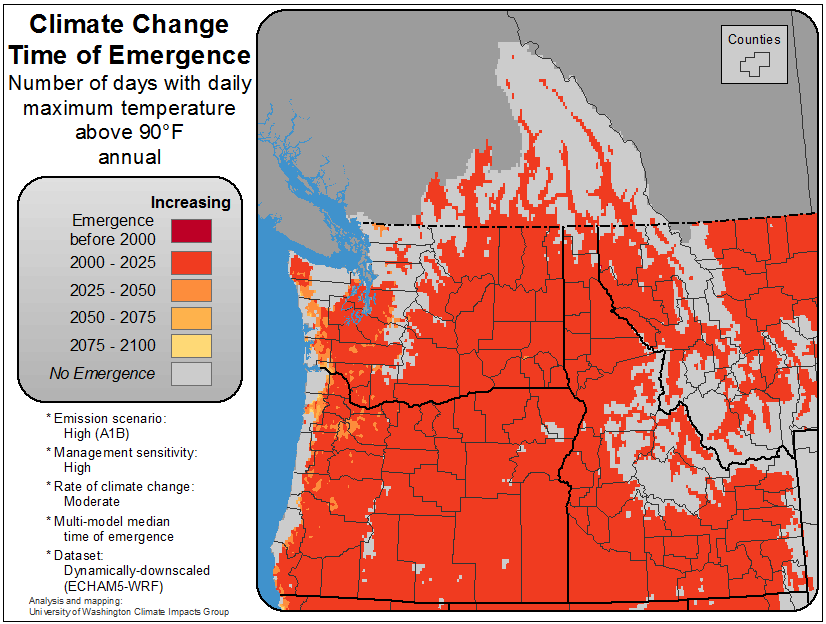 Climate Change
Time of Emergence
Number of days with daily
maximum temperature
above 90°F
annual
Increasing
Emergence
before 2000
2000 - 2025
2025 - 2050
2050 - 2075
2075 - 2100
No Emergence
* Emission scenario:
High (A1B)
* Management sensitivity:
High
* Rate of climate change:
Moderate
* Multi-model median
time of emergence
* Dataset:
Dynamically-downscaled
(ECHAM5-WRF)
Analysis and mapping:
University of Washington Climate Impacts Group
Counties